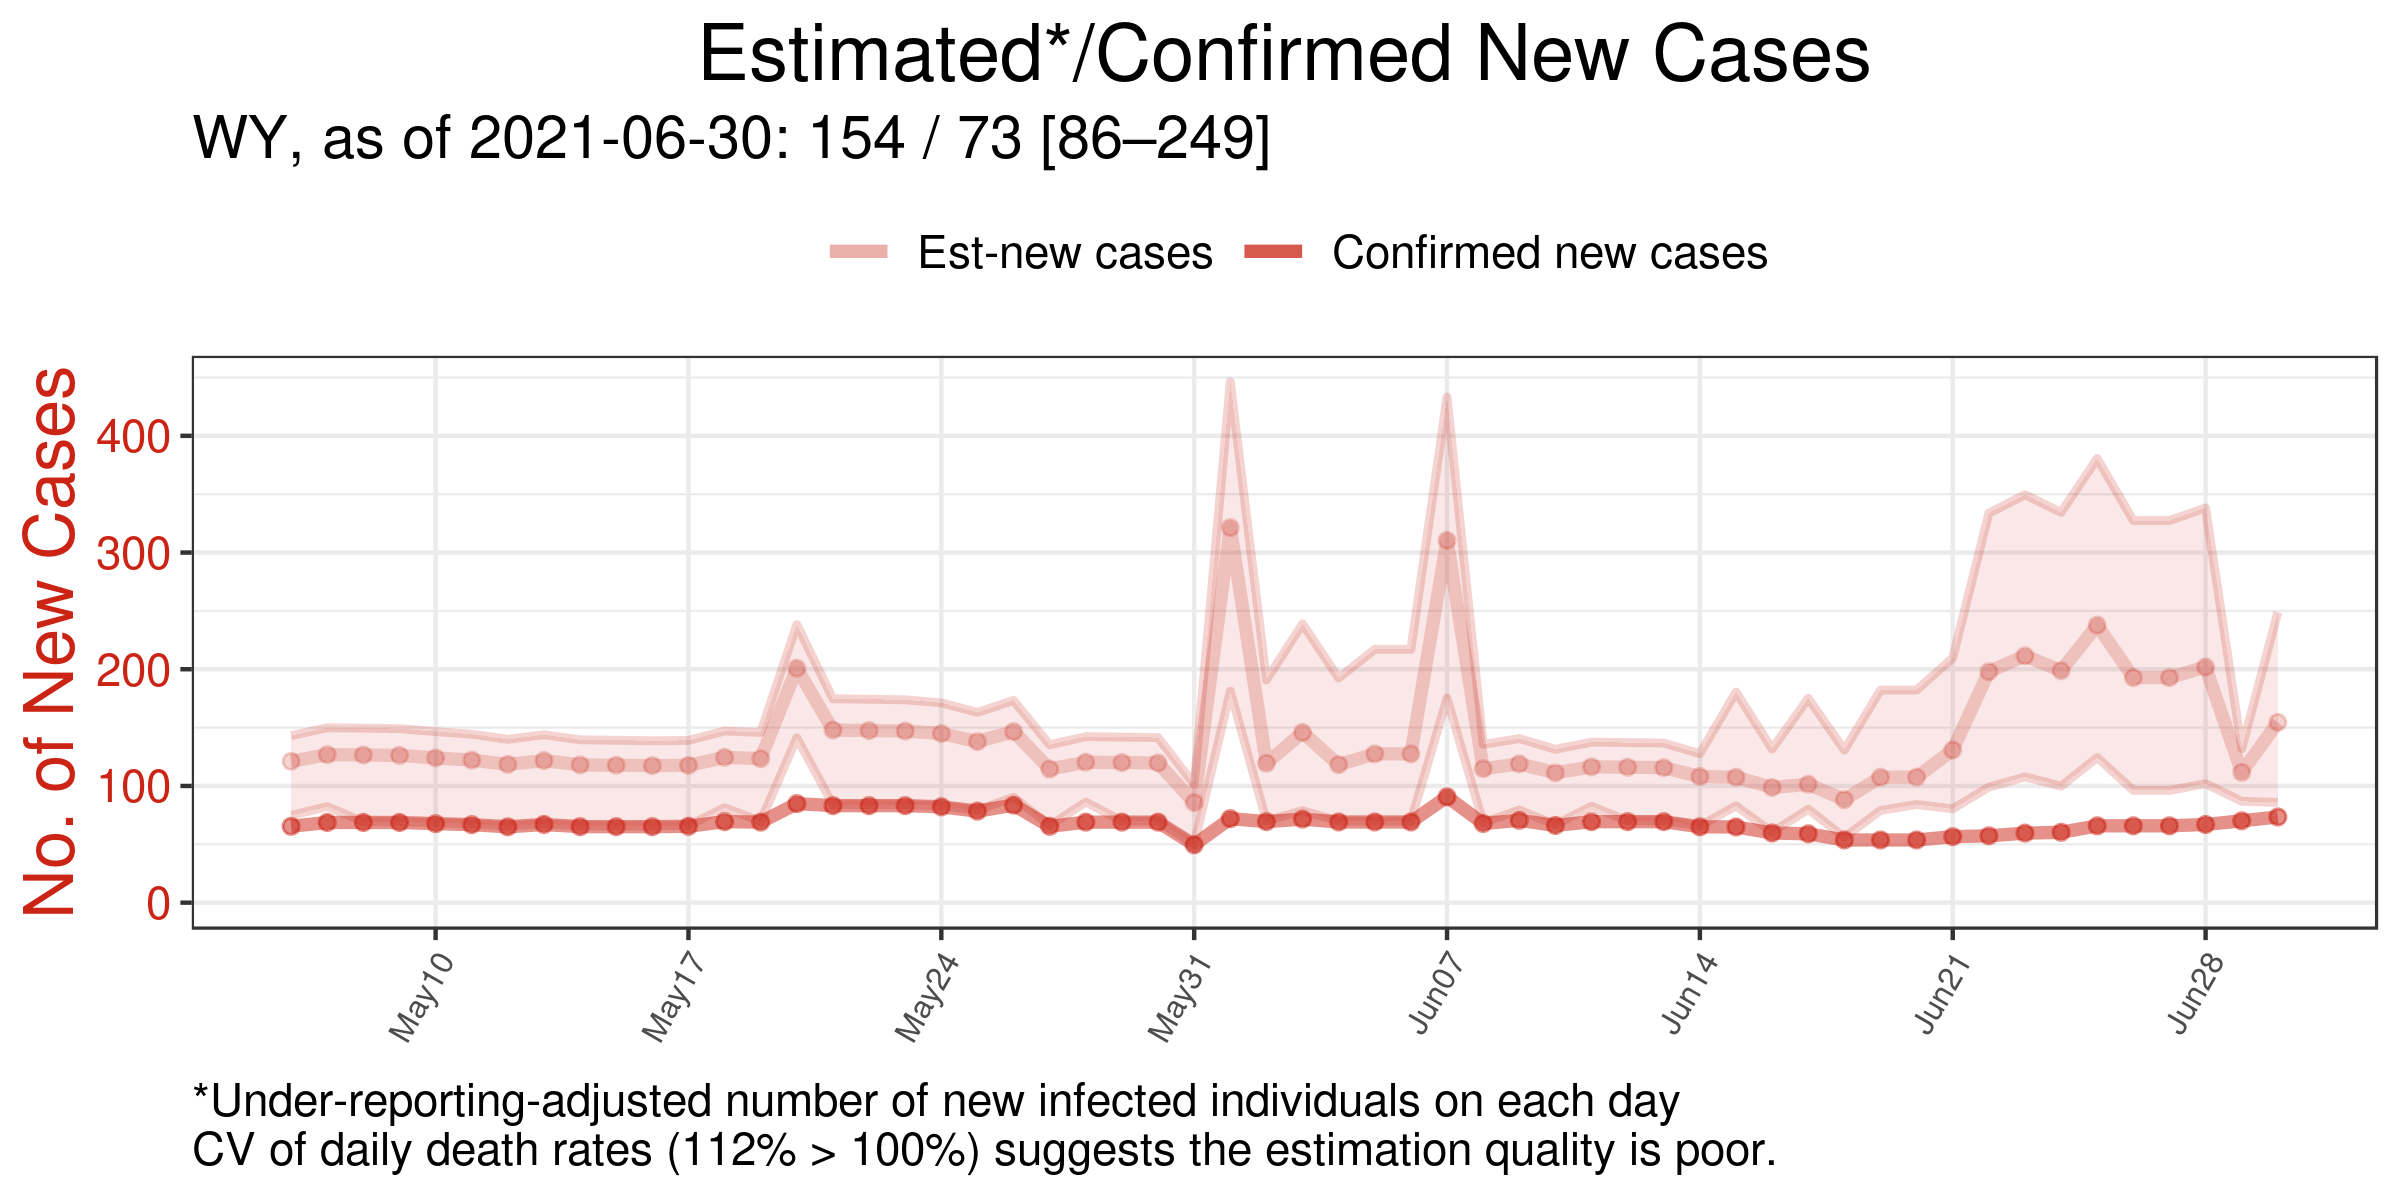 Estimated*/Confirmed New Cases
WY, as of 2021-06-30: 154 / 73 [86–249]
Est-new cases
Confirmed new cases
No. of New Cases
400
300
200
100
0
May10
May17
May24
May31
Jun07
Jun14
Jun21
Jun28
*Under-reporting-adjusted number of new infected individuals on each day
CV of daily death rates (112% > 100%) suggests the estimation quality is poor.